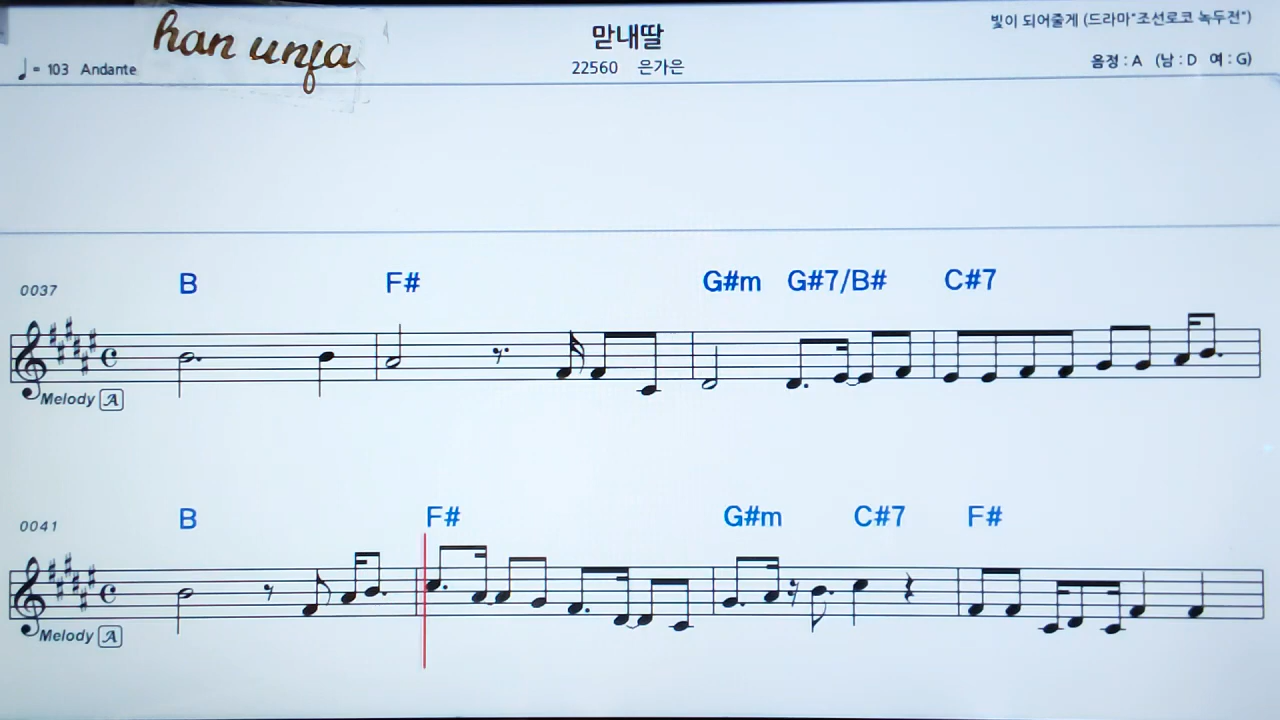 han unfa
♩= 103 Andante
맏내딸
22560 은가은
빛이 되어줄게 (드라마"조선로코 녹두전")
음정 : A (남 : D 여 : G)
0037
B F# G#m G#7/B# C#7
Melody A
0041
B F# G#m C#7 F#
Melody A